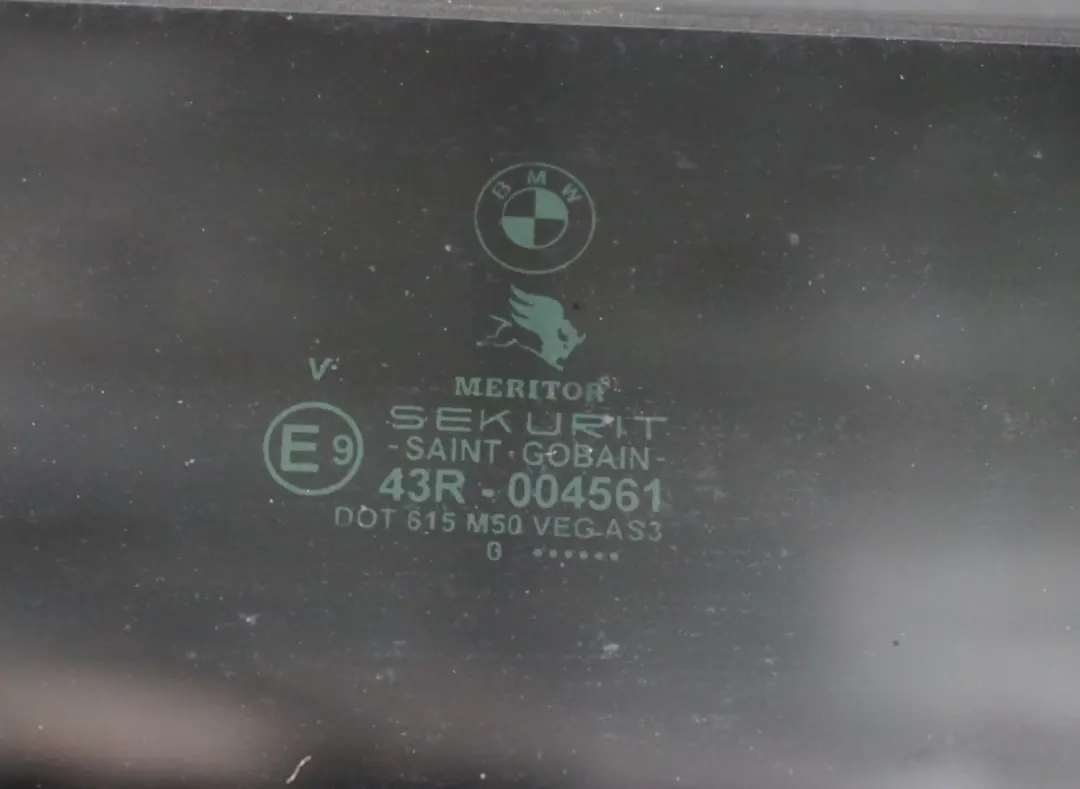 BMW
MERITOR
V
SEKURIT
E9
-SAINT-GOBAIN-
43R-004561
DOT 615 M50 VEG AS3